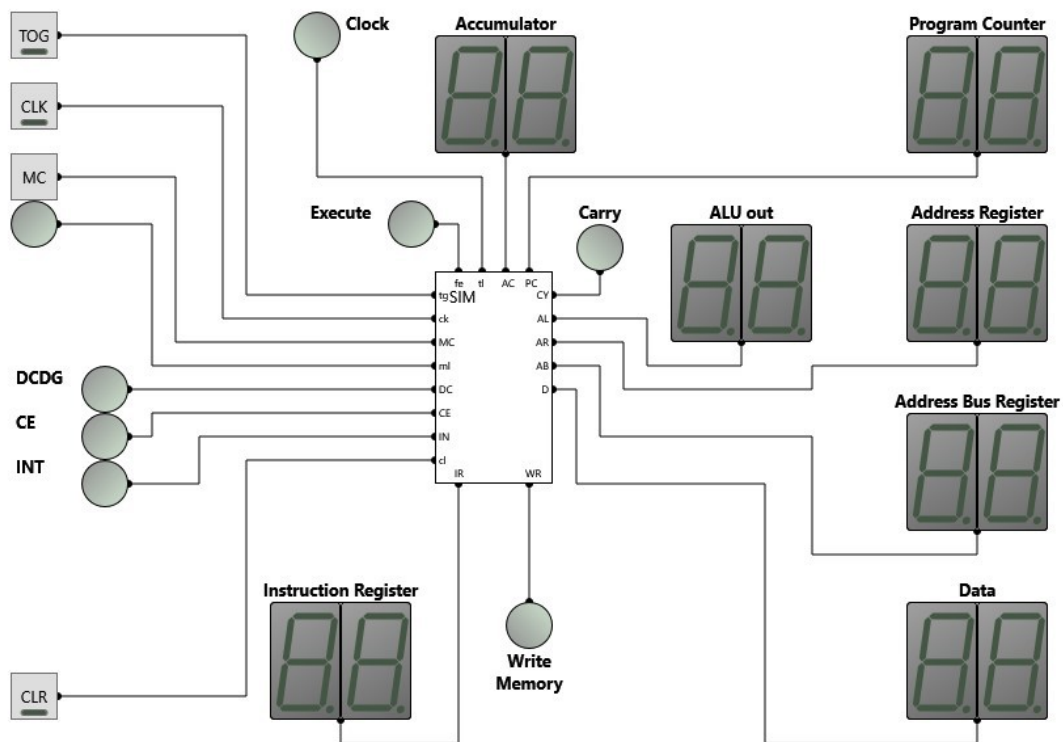 TOG
Clock
Accumulator
Program Counter
CLK
MC
Execute
Carry
ALU out
Address Register
fe
tl
AC
PC
tg
SIM
CY
ck
AL
MC
AR
ml
AB
DCDG
DC
D
CE
CE
Address Bus Register
INT
IN
cl
IR
WR
Instruction Register
Data
Write
Memory
CLR